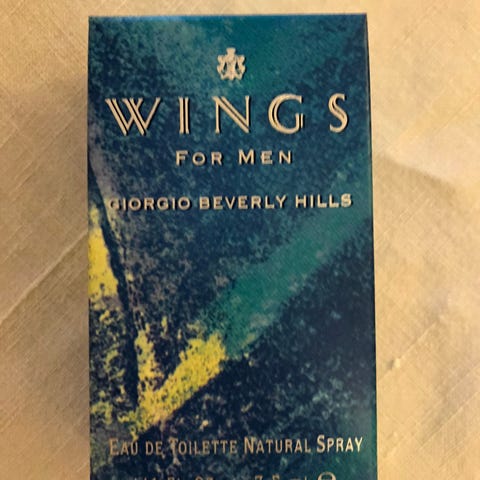 WINGS
FOR MEN
GIORGIO BEVERLY HILLS
EAU DE TOILETTE NATURAL SPRAY